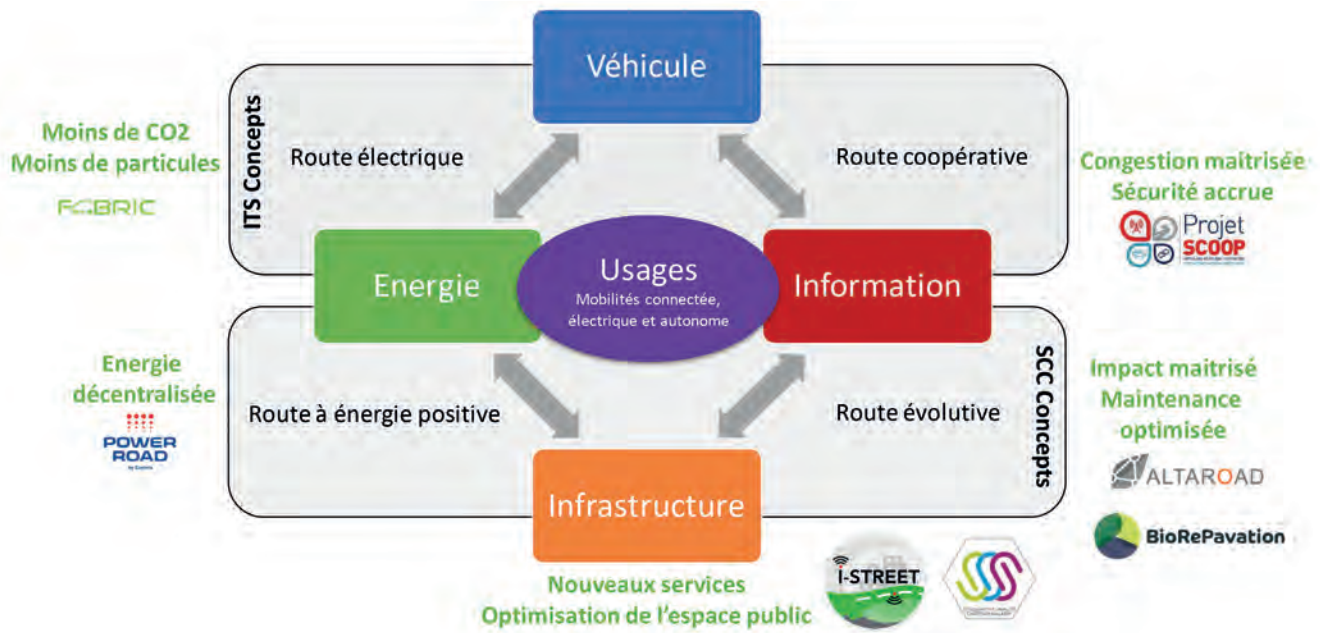 Véhicule
ITS Concepts
Moins de CO2
Moins de particules
FABRIC
Route électrique
Route coopérative
Congestion maîtrisée
Sécurité accrue
Projet
SCOOP
Energie
Usages
Mobilités connectée,
électrique et autonome
Information
Energie
décentralisée
POWER
ROAD
Route à énergie positive
Route évolutive
SCC Concepts
Impact maitrisé
Maintenance
optimisée
ALTAROAD
BioRePavation
Infrastructure
Nouveaux services
Optimisation de l'espace public
I-STREET